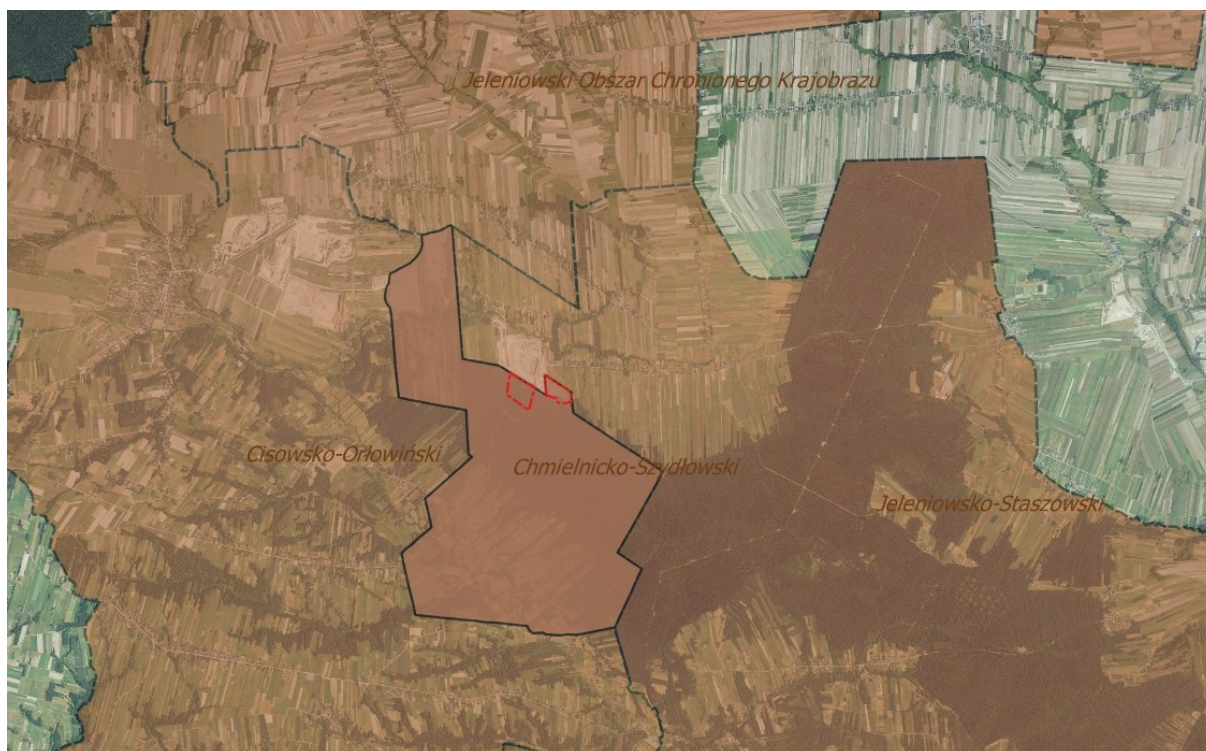 Jeleniowski Obszar Chronionego Krajobrazu
Cisowsko-Orłowiński
Chmielnicko-Szydłowski
Jeleniowsko-Staszowski